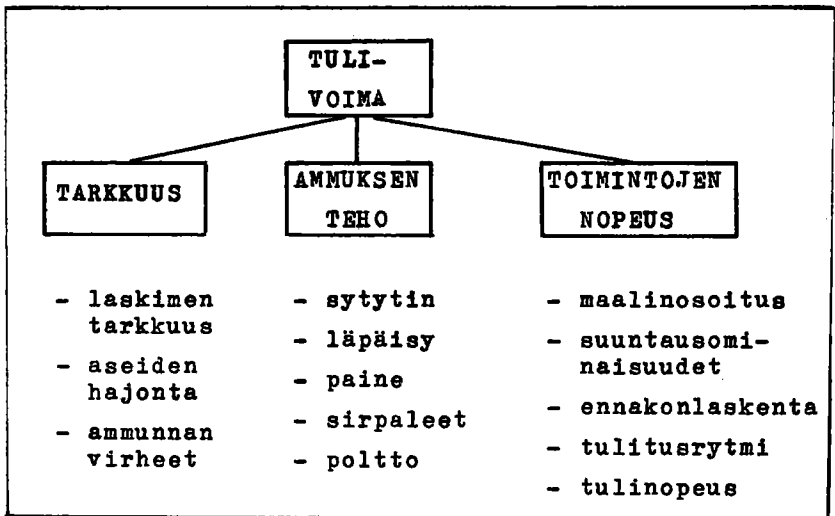 TULI-
VOIMA
TARKKUUS
AMMUKSEN
TEHO
TOIMINTOJEN
NOPEUS
- laskimen
tarkkuus
- aseiden
hajonta
- ammunnan
virheet
- sytytin
- läpäisy
- paine
- sirpaleet
- poltto
- maalinosoitus
- suuntausomi-
naisuudet
- ennakonlaskenta
- tulitusrytmi
- tulinopeus